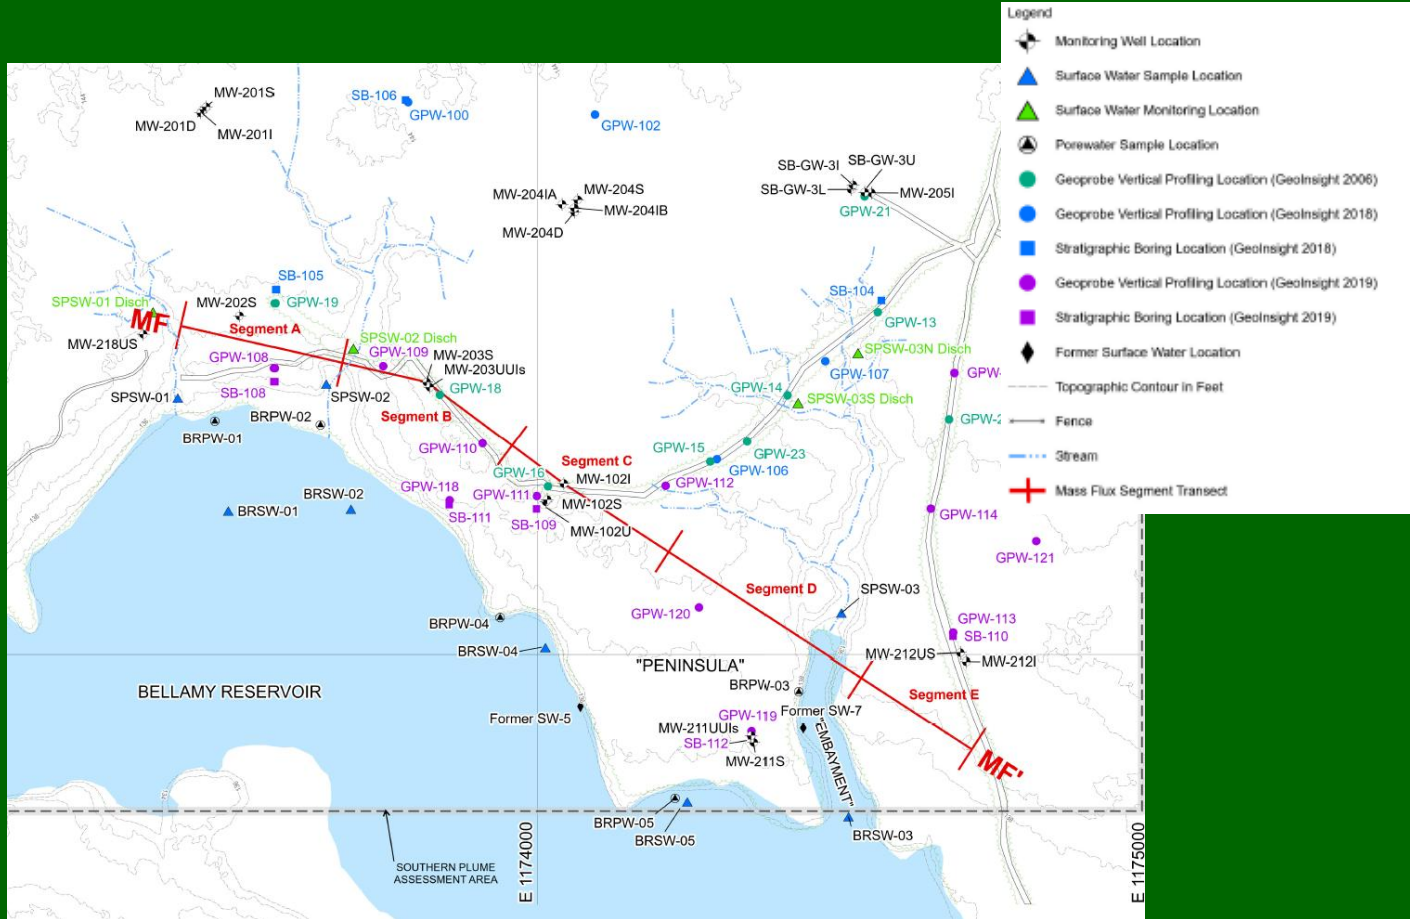 Legend
Monitoring Well Location
Surface Water Sample Location
Surface Water Monitoring Location
Porewater Sample Location
Geoprobe Vertical Profiling Location (GeoInsight 2006)
Geoprobe Vertical Profiling Location (GeoInsight 2018)
Stratigraphic Boring Location (GeoInsight 2018)
Geoprobe Vertical Profiling Location (GeoInsight 2019)
Stratigraphic Boring Location (GeoInsight 2019)
Former Surface Water Location
Topographic Contour in Feet
Fence
Stream
Mass Flux Segment Transect
MW-201S
MW-201D
MW-201I
SB-106
GPW-100
GPW-102
SB-GW-3I
SB-GW-3U
SB-GW-3L
MW-205I
GPW-21
MW-204IA
MW-204S
MW-204IB
MW-204D
SB-105
GPW-19
SPSW-01 Disch
MW-202S
MF
Segment A
MW-218US
SPSW-02 Disch
GPW-108
GPW-109
MW-203S
MW-203UUIs
GPW-18
SB-108
SPSW-01
SPSW-02
Segment B
BRPW-01
BRPW-02
GPW-110
SB-104
GPW-13
SPSW-03N Disch
GPW-107
GPW-14
SPSW-03S Disch
GPW-
GPW-2
GPW-15
GPW-23
GPW-106
Segment C
GPW-16
MW-102I
GPW-112
GPW-118
GPW-111
MW-102S
SB-111
SB-109
MW-102U
BRSW-01
BRSW-02
GPW-114
GPW-121
Segment D
SPSW-03
GPW-120
BRPW-04
BRSW-04
GPW-113
SB-110
MW-212US
MW-212I
"PENINSULA"
BRPW-03
Segment E
BELLAMY RESERVOIR
Former SW-5
Former SW-7
GPW-119
MW-211UUIs
SB-112
MW-211S
"EMBAYMENT"
MF'
BRPW-05
BRSW-05
BRSW-03
SOUTHERN PLUME
ASSESSMENT AREA
E 1174000
E 1175000